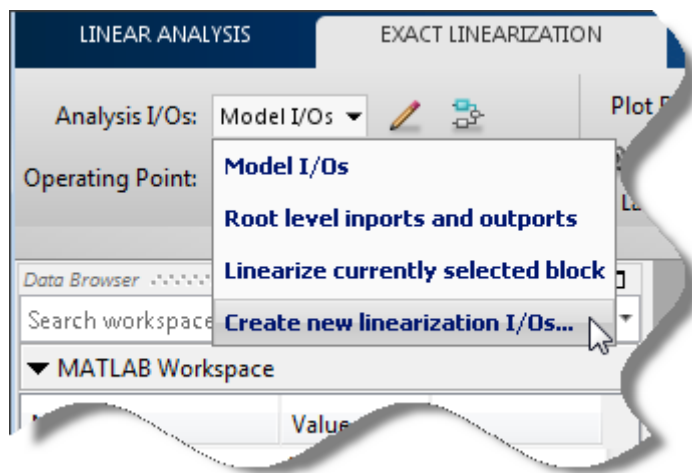 LINEAR ANALYSIS
EXACT LINEARIZATION
Analysis I/Os:
Model I/Os
Plot
Operating Point:
Model I/Os
Root level inports and outports
Linearize currently selected block
Create new linearization I/Os...
Data Browser
Search workspace
MATLAB Workspace
Value